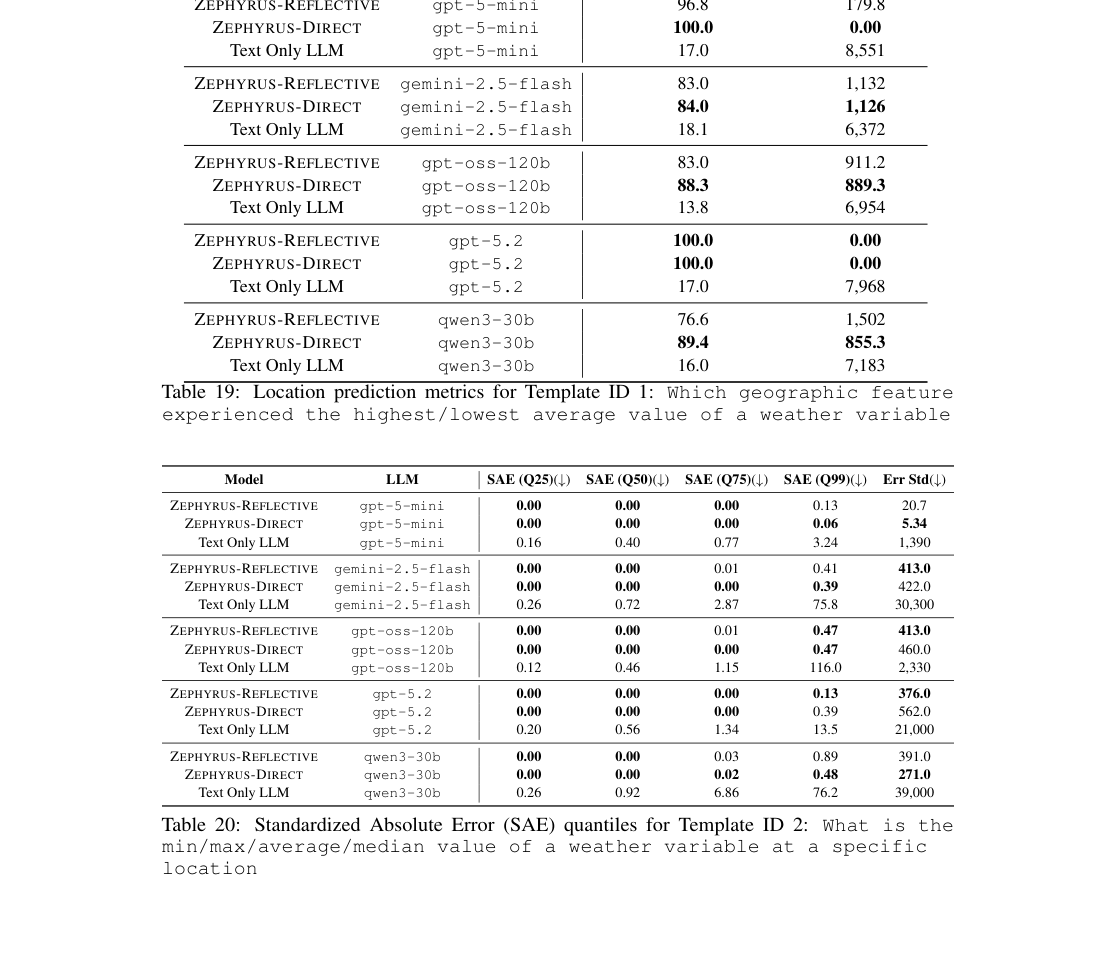 ZEPHYRUS-REFLECTIVE gpt-5-mini 96.8 179.8
ZEPHYRUS-DIRECT gpt-5-mini 100.0 0.00
Text Only LLM gpt-5-mini 17.0 8,551
ZEPHYRUS-REFLECTIVE gemini-2.5-flash 83.0 1,132
ZEPHYRUS-DIRECT gemini-2.5-flash 84.0 1,126
Text Only LLM gemini-2.5-flash 18.1 6,372
ZEPHYRUS-REFLECTIVE gpt-oss-120b 83.0 911.2
ZEPHYRUS-DIRECT gpt-oss-120b 88.3 889.3
Text Only LLM gpt-oss-120b 13.8 6,954
ZEPHYRUS-REFLECTIVE gpt-5.2 100.0 0.00
ZEPHYRUS-DIRECT gpt-5.2 100.0 0.00
Text Only LLM gpt-5.2 17.0 7,968
ZEPHYRUS-REFLECTIVE qwen3-30b 76.6 1,502
ZEPHYRUS-DIRECT qwen3-30b 89.4 855.3
Text Only LLM qwen3-30b 16.0 7,183
Table 19: Location prediction metrics for Template ID 1: Which geographic feature
experienced the highest/lowest average value of a weather variable
Model LLM SAE (Q25)(↓) SAE (Q50)(↓) SAE (Q75)(↓) SAE (Q99)(↓) Err Std(↓)
ZEPHYRUS-REFLECTIVE gpt-5-mini 0.00 0.00 0.00 0.13 20.7
ZEPHYRUS-DIRECT gpt-5-mini 0.00 0.00 0.00 0.06 5.34
Text Only LLM gpt-5-mini 0.16 0.40 0.77 3.24 1,390
ZEPHYRUS-REFLECTIVE gemini-2.5-flash 0.00 0.00 0.01 0.41 413.0
ZEPHYRUS-DIRECT gemini-2.5-flash 0.00 0.00 0.00 0.39 422.0
Text Only LLM gemini-2.5-flash 0.26 0.72 2.87 75.8 30,300
ZEPHYRUS-REFLECTIVE gpt-oss-120b 0.00 0.00 0.01 0.47 413.0
ZEPHYRUS-DIRECT gpt-oss-120b 0.00 0.00 0.00 0.47 460.0
Text Only LLM gpt-oss-120b 0.12 0.46 1.15 116.0 2,330
ZEPHYRUS-REFLECTIVE gpt-5.2 0.00 0.00 0.00 0.13 376.0
ZEPHYRUS-DIRECT gpt-5.2 0.00 0.00 0.00 0.39 562.0
Text Only LLM gpt-5.2 0.20 0.56 1.34 13.5 21,000
ZEPHYRUS-REFLECTIVE qwen3-30b 0.00 0.00 0.03 0.89 391.0
ZEPHYRUS-DIRECT qwen3-30b 0.00 0.00 0.02 0.48 271.0
Text Only LLM qwen3-30b 0.26 0.92 6.86 76.2 39,000
Table 20: Standardized Absolute Error (SAE) quantiles for Template ID 2: What is the
min/max/average/median value of a weather variable at a specific
location